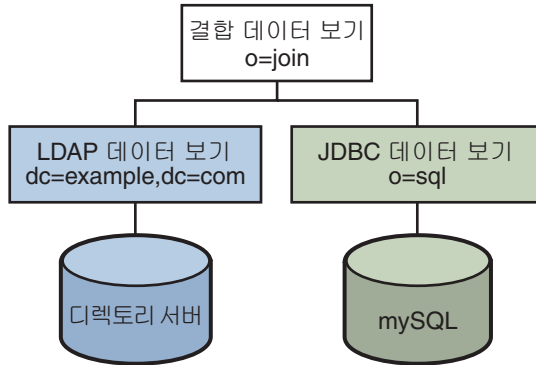 결합 데이터 보기
o=join
LDAP 데이터 보기
dc=example,dc=com
JDBC 데이터 보기
o=sql
디렉토리 서버
mySQL